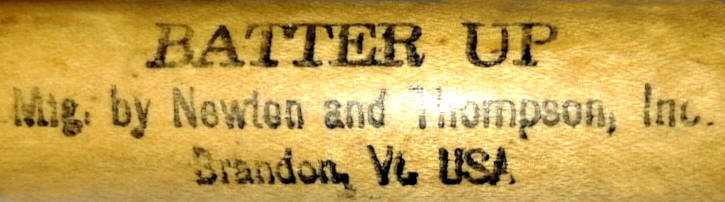 BATTER UP
Mfg. by Newton and Thompson, Inc.
Brandon, Vt. USA